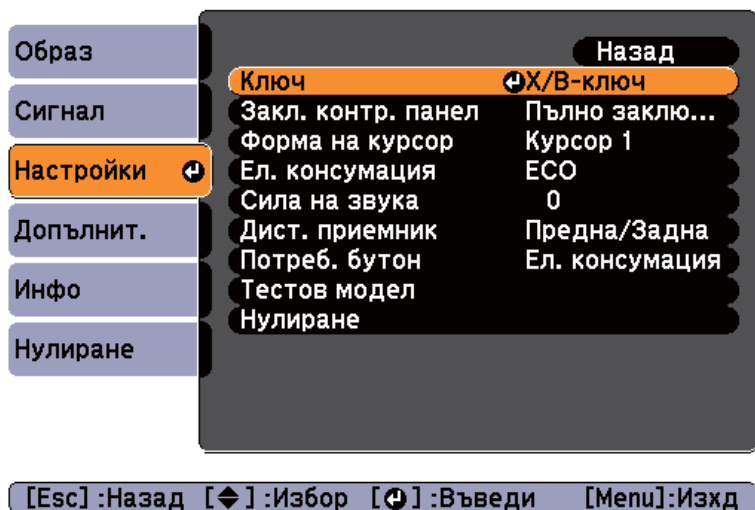 Образ
Сигнал
Настройки
Допълнит.
Инфо
Нулиране
Назад
Ключ Х/В-ключ
Закл. контр. панел Пълно заклю...
Форма на курсор Курсор 1
Ел. консумация ECO
Сила на звука 0
Дист. приемник Предна/Задна
Потреб. бутон Ел. консумация
Тестов модел
Нулиране
[Esc] :Назад [◆] :Избор [↵] :Въведи [Menu]:Изхд